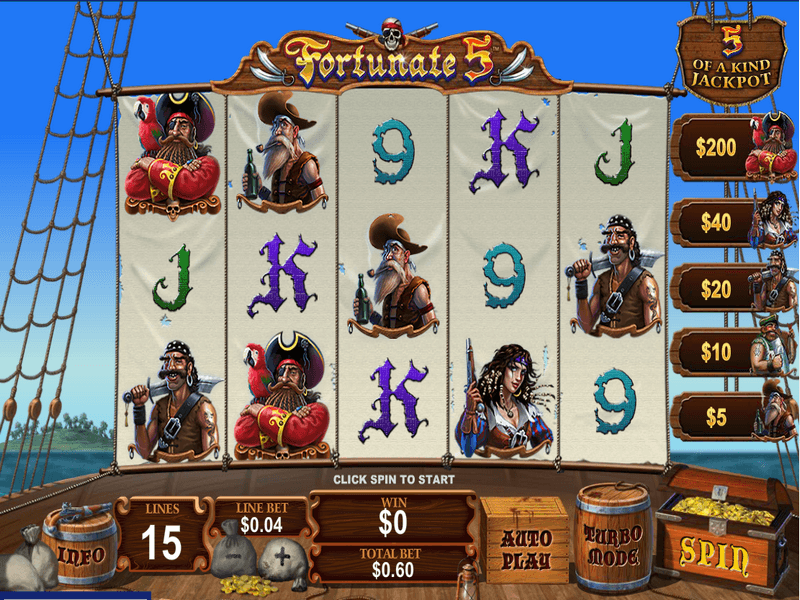 Fortunate 5™
5
OF A KIND
JACKPOT
$200
$40
$20
$10
$5
9 K J
J K 9
K 9
CLICK SPIN TO START
INFO
LINES
15
LINE BET
$0.04
- +
WIN
$0
TOTAL BET
$0.60
AUTO
PLAY
TURBO
MODE
SPIN